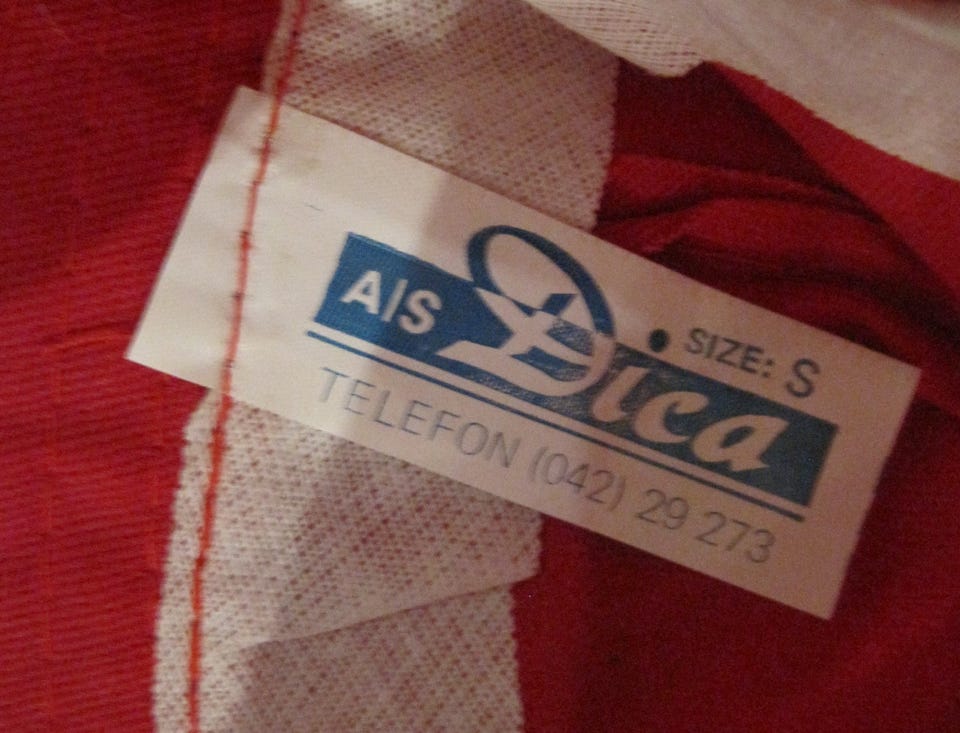 SIZE: S
A|S Dica
TELEFON (042) 29 273